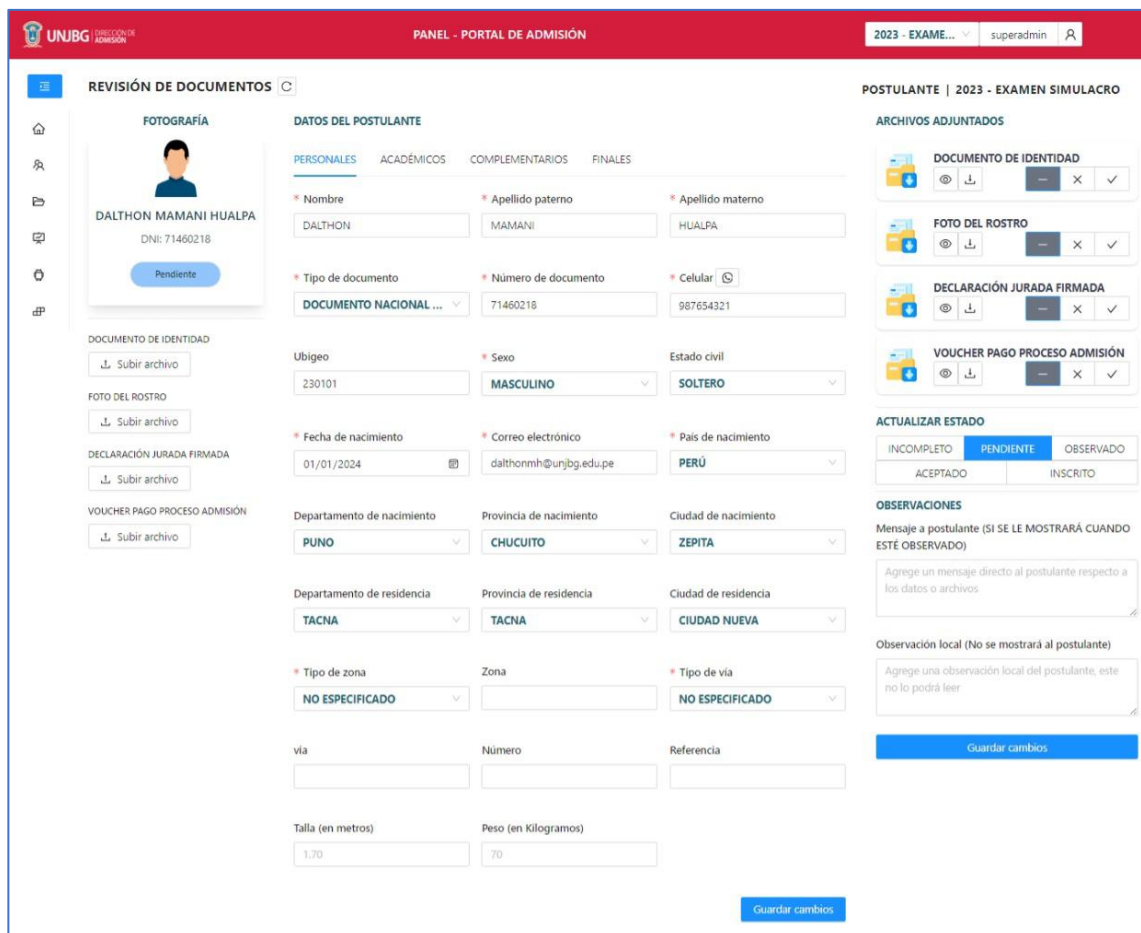 UNJBG DIRECCIÓN DE ADMISIÓN
PANEL - PORTAL DE ADMISIÓN
2023 - EXAME...
superadmin
REVISIÓN DE DOCUMENTOS
POSTULANTE | 2023 - EXAMEN SIMULACRO
FOTOGRAFÍA
DALTHON MAMANI HUALPA
DNI: 71460218
Pendiente
DOCUMENTO DE IDENTIDAD
Subir archivo
FOTO DEL ROSTRO
Subir archivo
DECLARACIÓN JURADA FIRMADA
Subir archivo
VOUCHER PAGO PROCESO ADMISIÓN
Subir archivo
DATOS DEL POSTULANTE
PERSONALES ACADÉMICOS COMPLEMENTARIOS FINALES
* Nombre * Apellido paterno * Apellido materno
DALTHON MAMANI HUALPA
* Tipo de documento * Número de documento * Celular
DOCUMENTO NACIONAL ... 71460218 987654321
Ubigeo * Sexo Estado civil
230101 MASCULINO SOLTERO
* Fecha de nacimiento * Correo electrónico * País de nacimiento
01/01/2024 dalthonmh@unjbg.edu.pe PERÚ
Departamento de nacimiento Provincia de nacimiento Ciudad de nacimiento
PUNO CHUCUITO ZEPITA
Departamento de residencia Provincia de residencia Ciudad de residencia
TACNA TACNA CIUDAD NUEVA
* Tipo de zona Zona * Tipo de vía
NO ESPECIFICADO NO ESPECIFICADO
vía Número Referencia
Talla (en metros) Peso (en Kilogramos)
1.70 70
Guardar cambios
ARCHIVOS ADJUNTADOS
DOCUMENTO DE IDENTIDAD
FOTO DEL ROSTRO
DECLARACIÓN JURADA FIRMADA
VOUCHER PAGO PROCESO ADMISIÓN
ACTUALIZAR ESTADO
INCOMPLETO PENDIENTE OBSERVADO
ACEPTADO INSCRITO
OBSERVACIONES
Mensaje a postulante (SI SE LE MOSTRARÁ CUANDO
ESTÉ OBSERVADO)
Agrege un mensaje directo al postulante respecto a
los datos o archivos
Observación local (No se mostrará al postulante)
Agrege una observación local del postulante, este
no lo podrá leer
Guardar cambios